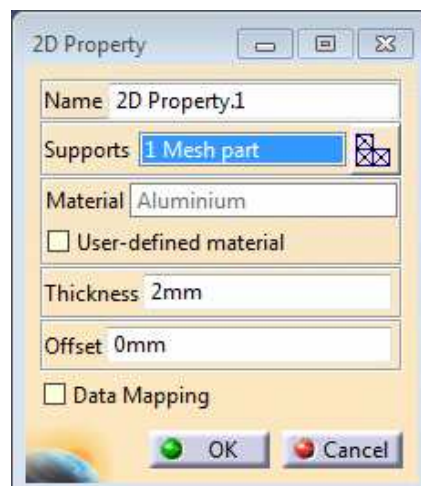 2D Property
Name 2D Property.1
Supports 1 Mesh part
Material Aluminium
User-defined material
Thickness 2mm
Offset 0mm
Data Mapping
OK Cancel